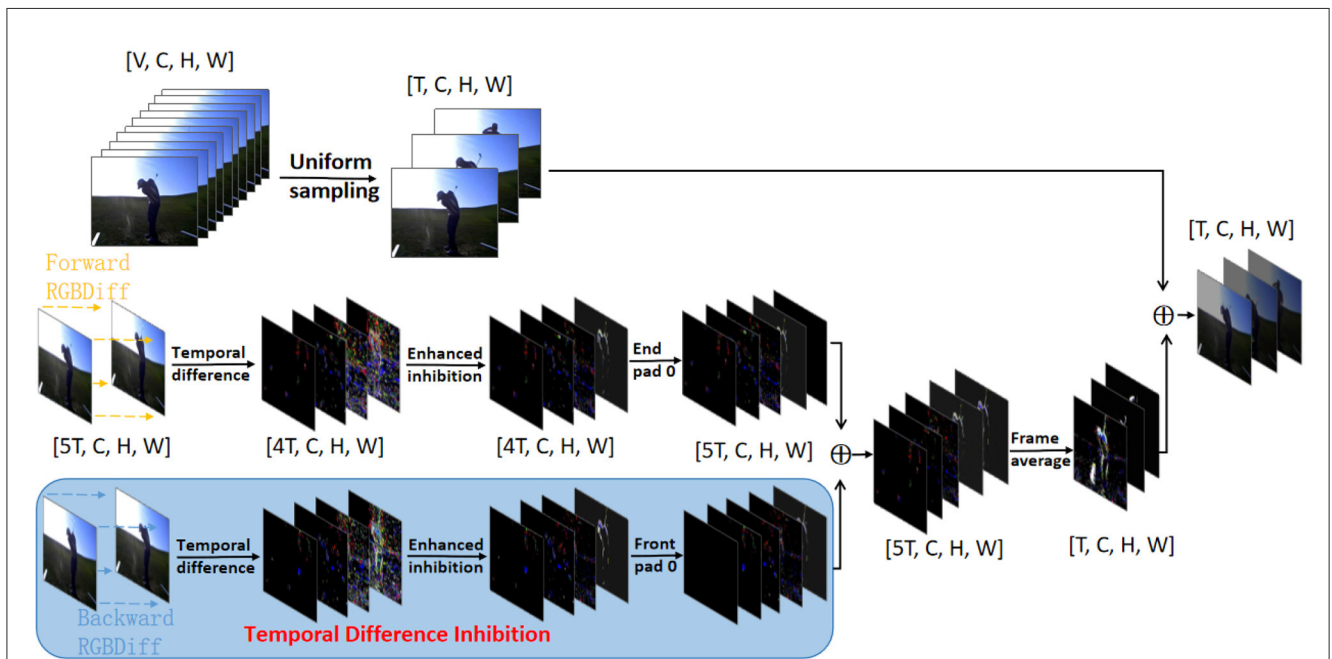 [V, C, H, W]
[T, C, H, W]
Uniform
sampling
[T, C, H, W]
Forward
RGBDiff
Temporal
difference
Enhanced
inhibition
End
pad 0
[5T, C, H, W]
[4T, C, H, W]
[4T, C, H, W]
[5T, C, H, W]
Frame
average
[5T, C, H, W]
[T, C, H, W]
Temporal
difference
Enhanced
inhibition
Front
pad 0
Backward
RGBDiff
Temporal Difference Inhibition